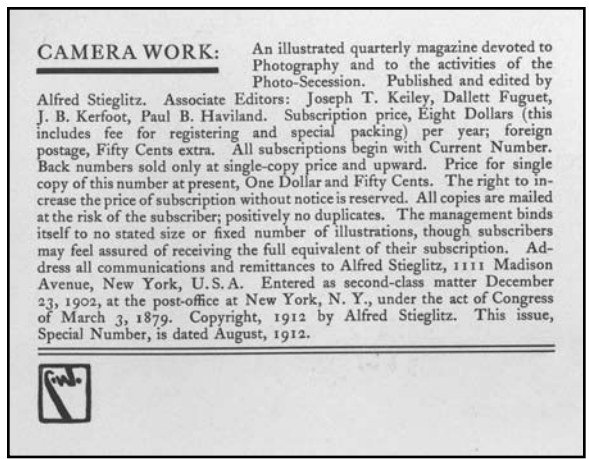 CAMERA WORK: An illustrated quarterly magazine devoted to
Photography and to the activities of the
Photo-Secession. Published and edited by
Alfred Stieglitz. Associate Editors: Joseph T. Keiley, Dallett Fuguet,
J. B. Kerfoot, Paul B. Haviland. Subscription price, Eight Dollars (this
includes fee for registering and special packing) per year; foreign
postage, Fifty Cents extra. All subscriptions begin with Current Number.
Back numbers sold only at single-copy price and upward. Price for single
copy of this number at present, One Dollar and Fifty Cents. The right to in-
crease the price of subscription without notice is reserved. All copies are mailed
at the risk of the subscriber; positively no duplicates. The management binds
itself to no stated size or fixed number of illustrations, though subscribers
may feel assured of receiving the full equivalent of their subscription. Ad-
dress all communications and remittances to Alfred Stieglitz, 1111 Madison
Avenue, New York, U.S.A. Entered as second-class matter December
23, 1902, at the post-office at New York, N. Y., under the act of Congress
of March 3, 1879. Copyright, 1912 by Alfred Stieglitz. This issue,
Special Number, is dated August, 1912.